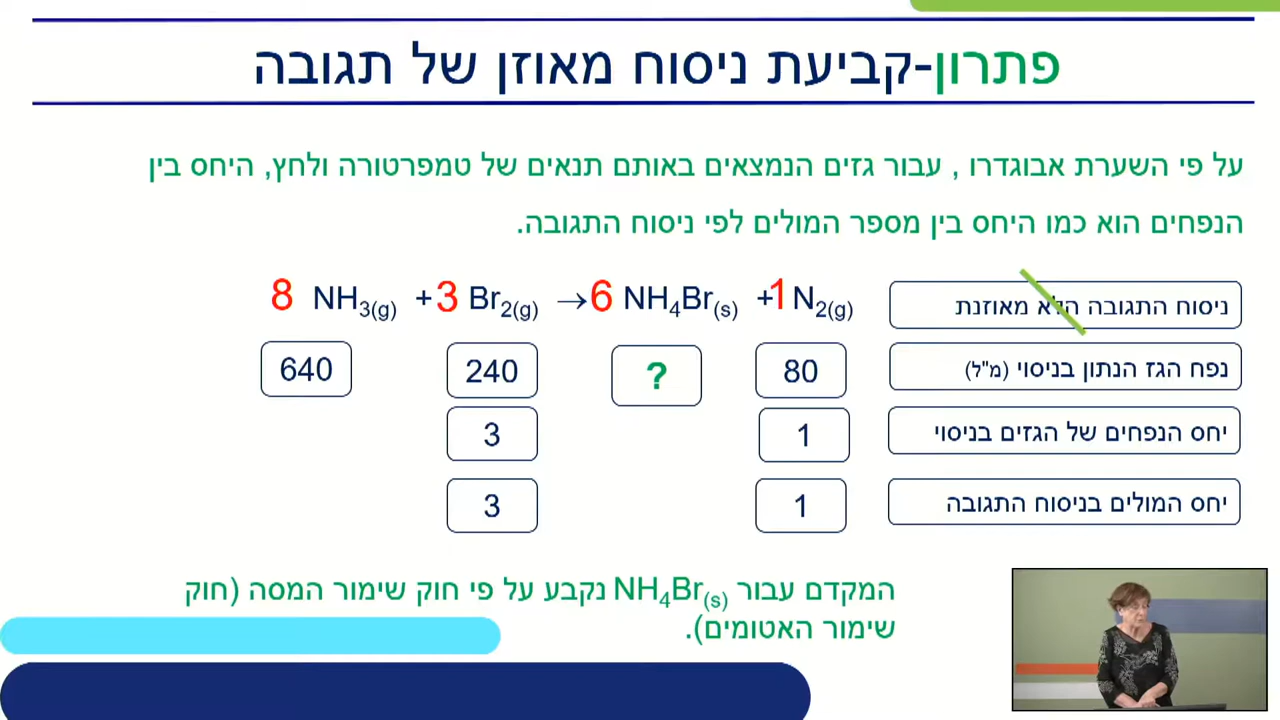 פתרון-קביעת ניסוח מאוזן של תגובה
על פי השערת אבוגדרו , עבור גזים הנמצאים באותם תנאים של טמפרטורה ולחץ, היחס בין
הנפחים הוא כמו היחס בין מספר המולים לפי ניסוח התגובה.
ניסוח התגובה הלא מאוזנת
8 NH3(g) + 3 Br2(g) → 6 NH4Br(s) + 1 N2(g)
נפח הגז הנתון בניסוי (מ"ל)
640 240 ? 80
יחס הנפחים של הגזים בניסוי
3 1
יחס המולים בניסוח התגובה
3 1
המקדם עבור NH4Br(s) נקבע על פי חוק שימור המסה (חוק
שימור האטומים).